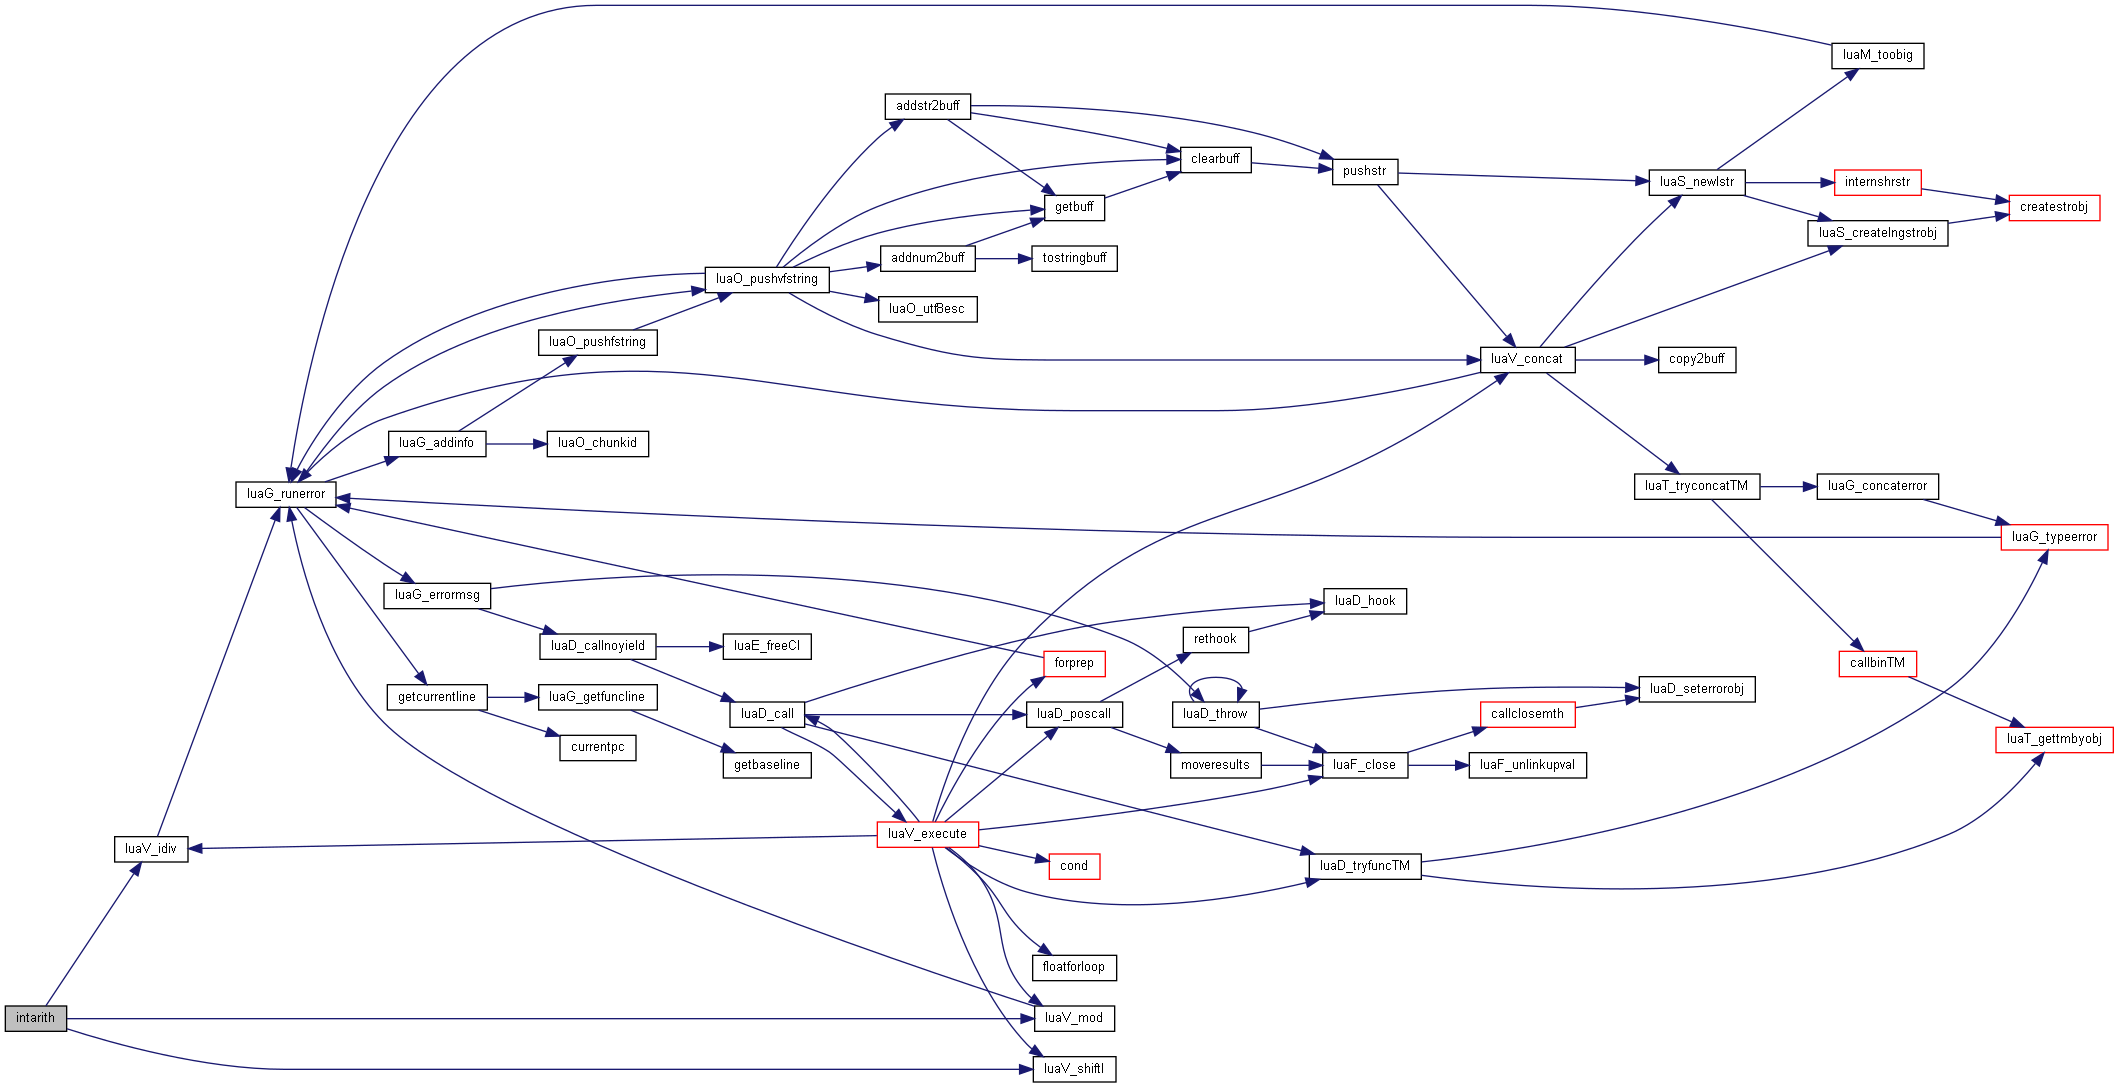 luaM_toobig
addstr2buff
clearbuff
pushstr
luaS_newlstr
internshrstr
createstrobj
getbuff
luaS_createlngstrobj
addnum2buff
tostringbuff
luaO_pushvfstring
luaO_utf8esc
luaO_pushfstring
luaV_concat
copy2buff
luaG_addinfo
luaO_chunkid
luaG_runerror
luaT_tryconcatTM
luaG_concaterror
luaG_typeerror
luaG_errormsg
luaD_hook
luaD_callnoyield
luaE_freeCI
rethook
forprep
callbinTM
getcurrentline
luaG_getfuncline
luaD_call
luaD_poscall
luaD_throw
callclosemth
luaD_seterrorobj
currentpc
getbaseline
moveresults
luaF_close
luaF_unlinkupval
luaT_gettmbyobj
luaV_idiv
luaV_execute
cond
luaD_tryfuncTM
floatforloop
intarith
luaV_mod
luaV_shiftl